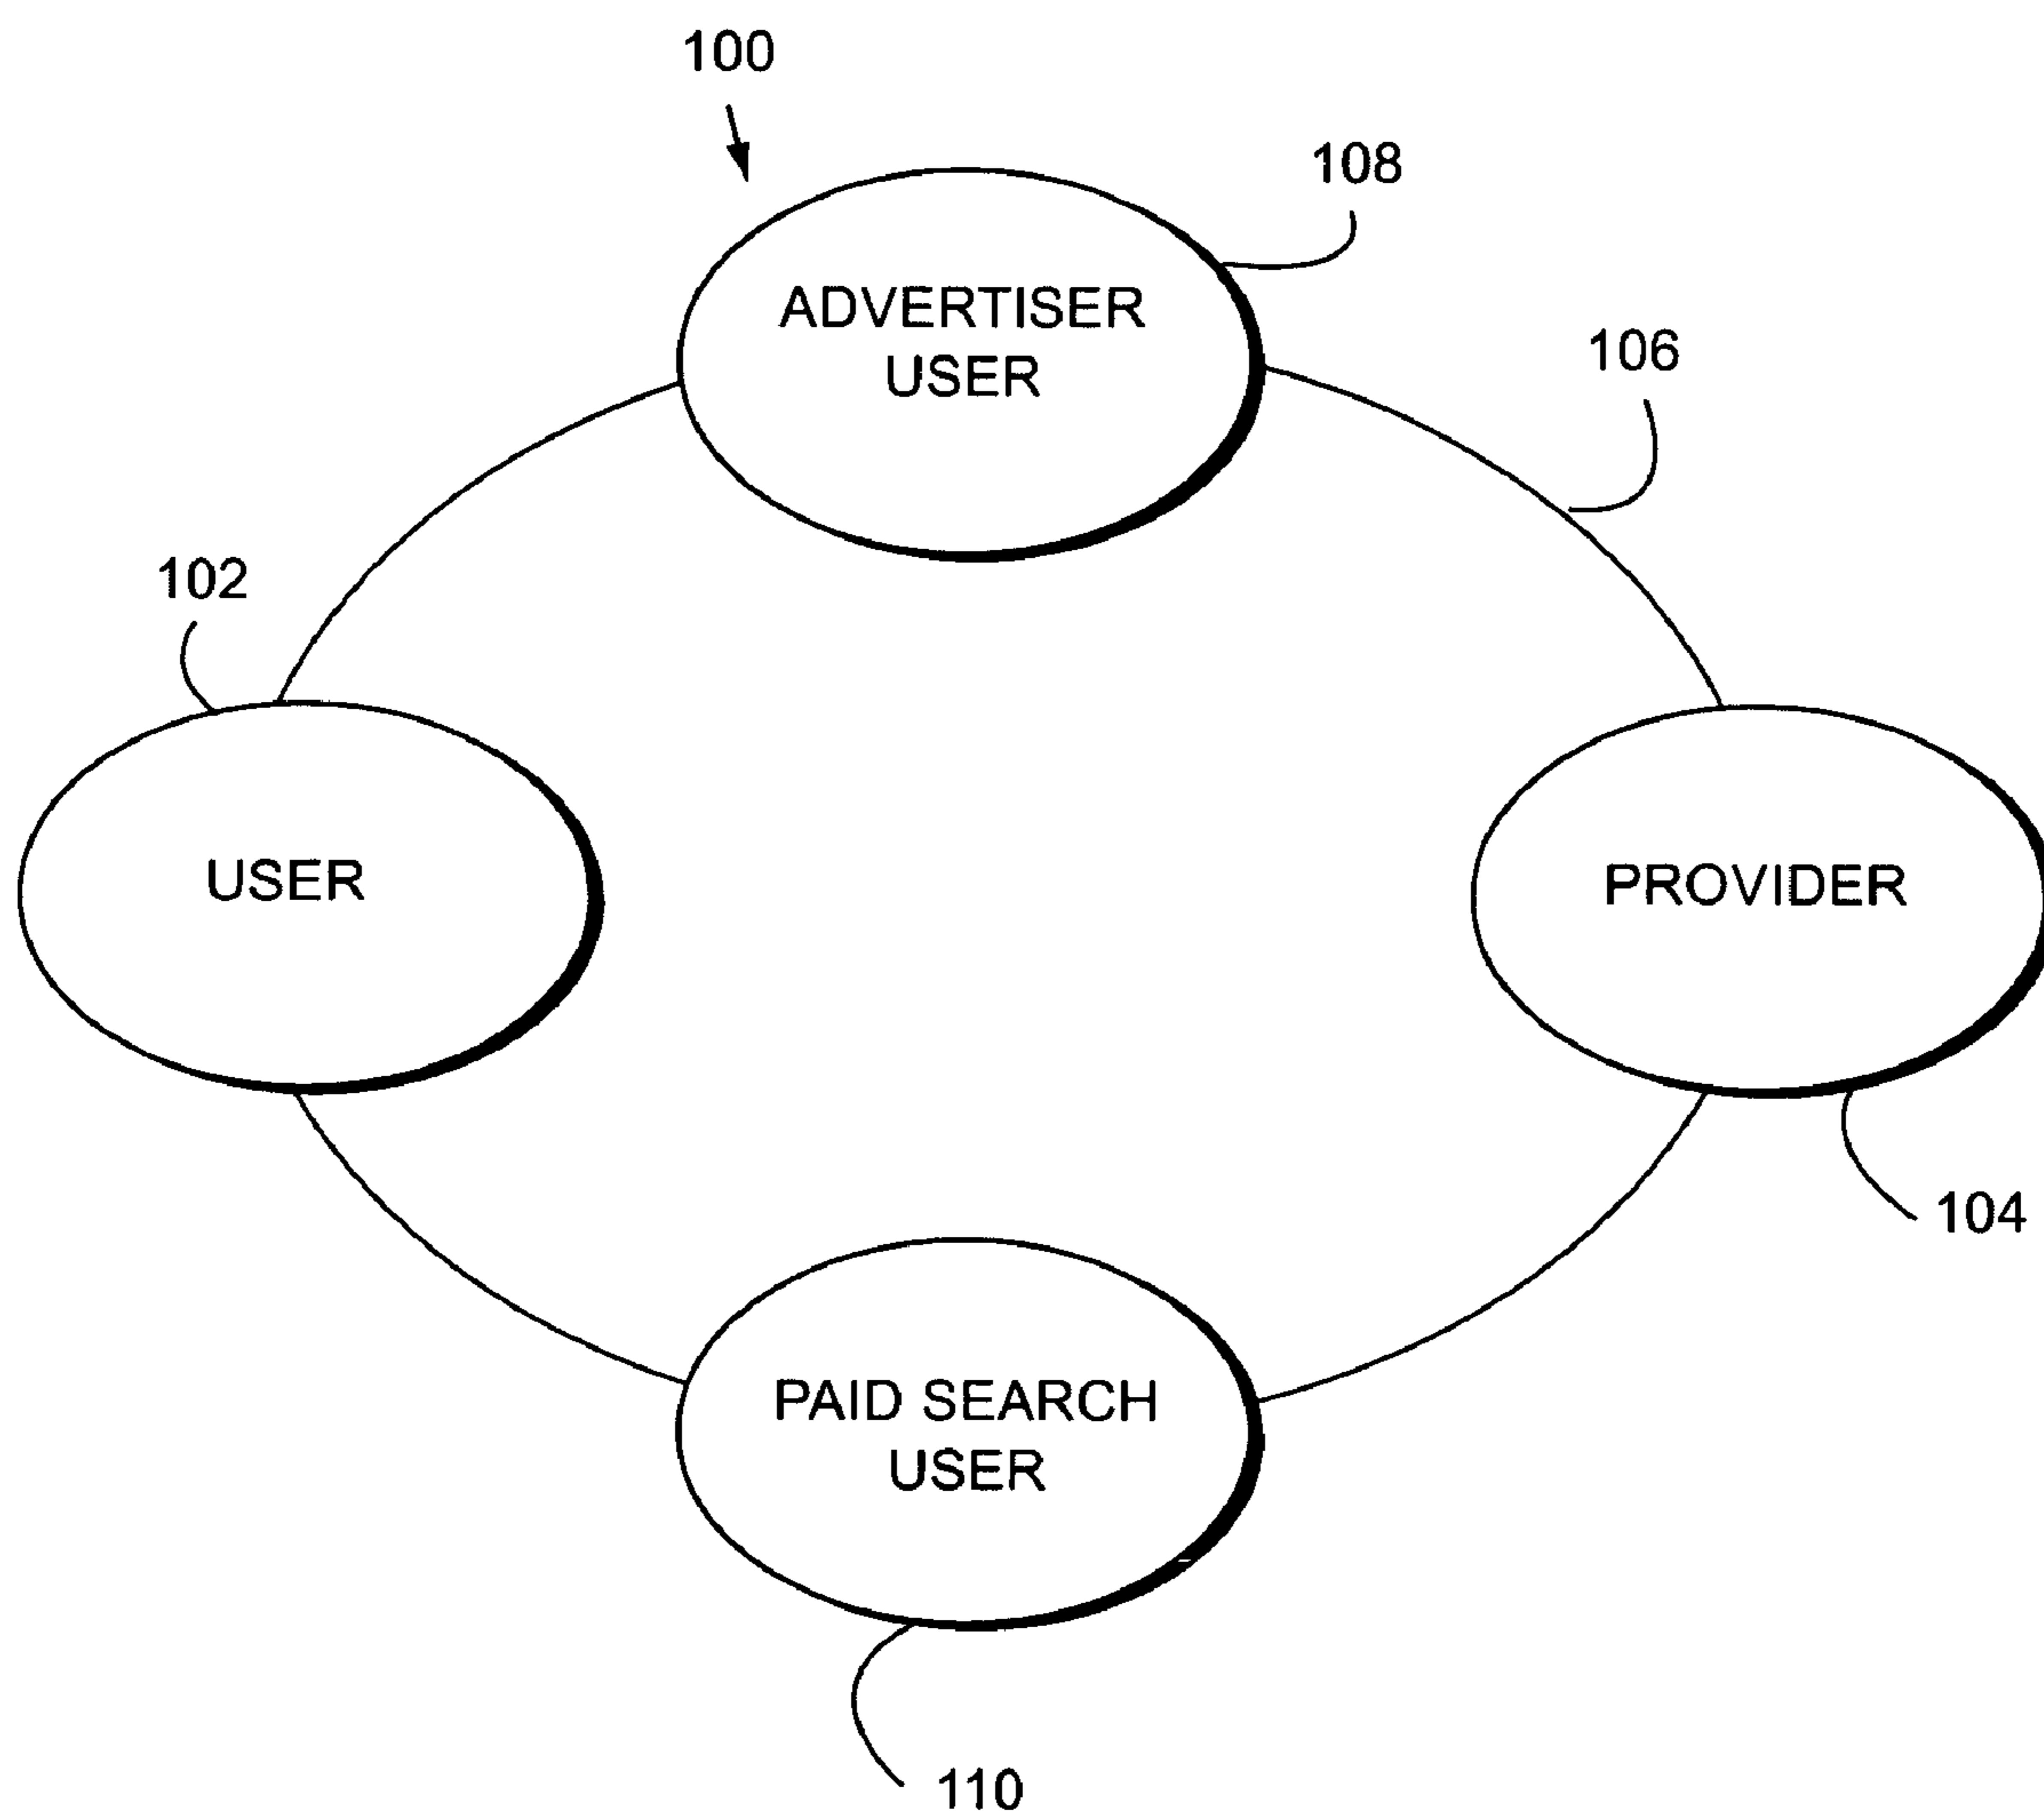 100
108
ADVERTISER
USER
106
102
USER
PROVIDER
104
PAID SEARCH
USER
110